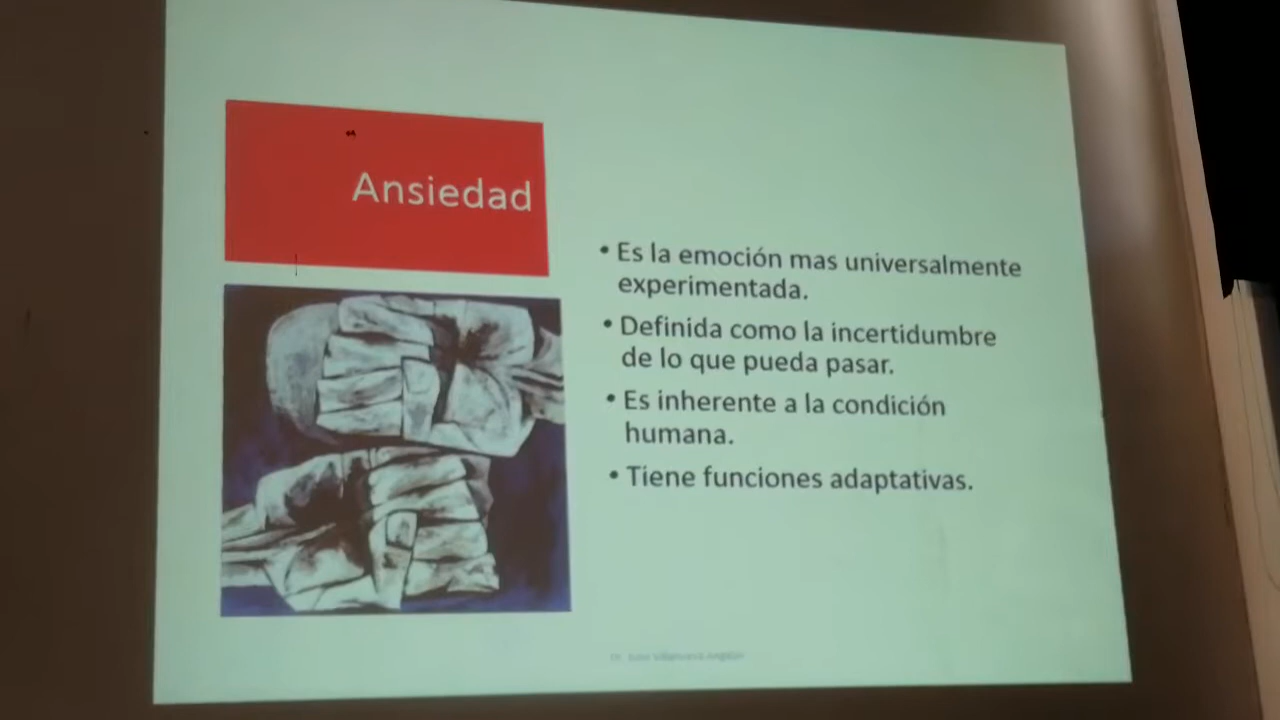 Ansiedad
• Es la emoción mas universalmente
experimentada.
• Definida como la incertidumbre
de lo que pueda pasar.
• Es inherente a la condición
humana.
• Tiene funciones adaptativas.